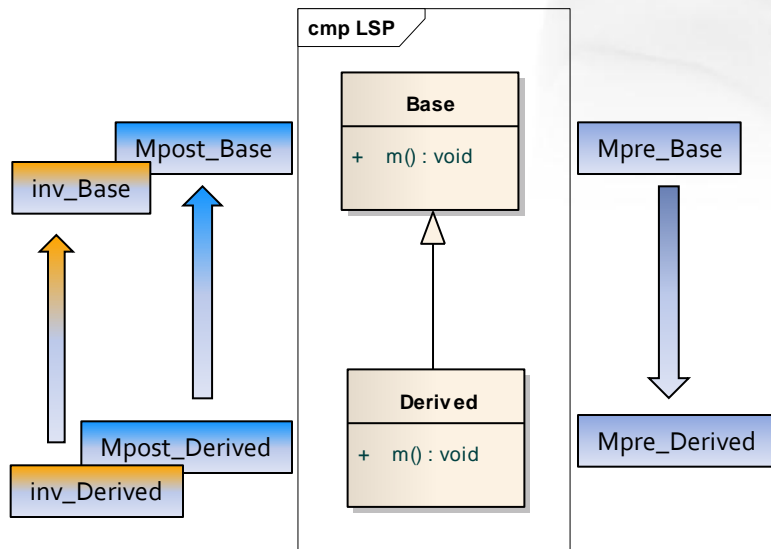 cmp LSP
Base
+ m() : void
Mpost_Base
inv_Base
Mpre_Base
Derived
+ m() : void
Mpost_Derived
inv_Derived
Mpre_Derived